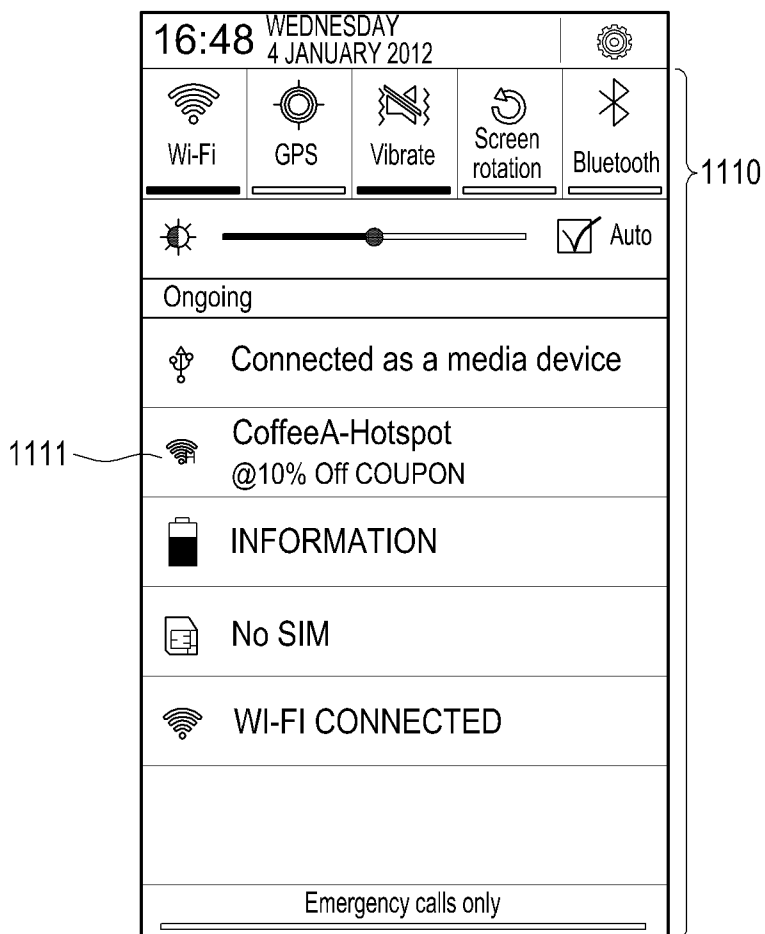 16:48 WEDNESDAY
4 JANUARY 2012
Wi-Fi
GPS
Vibrate
Screen
rotation
Bluetooth
1110
Auto
Ongoing
Connected as a media device
1111
CoffeeA-Hotspot
@10% Off COUPON
H
INFORMATION
No SIM
WI-FI CONNECTED
Emergency calls only